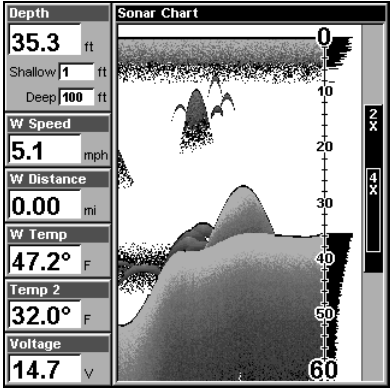 Depth
35.3 ft
Shallow 1 ft
Deep 100 ft
W Speed
5.1 mph
W Distance
0.00 mi
W Temp
47.2° F
Temp 2
32.0° F
Voltage
14.7 V
Sonar Chart
0
10
20
30
40
50
60
2X
4X